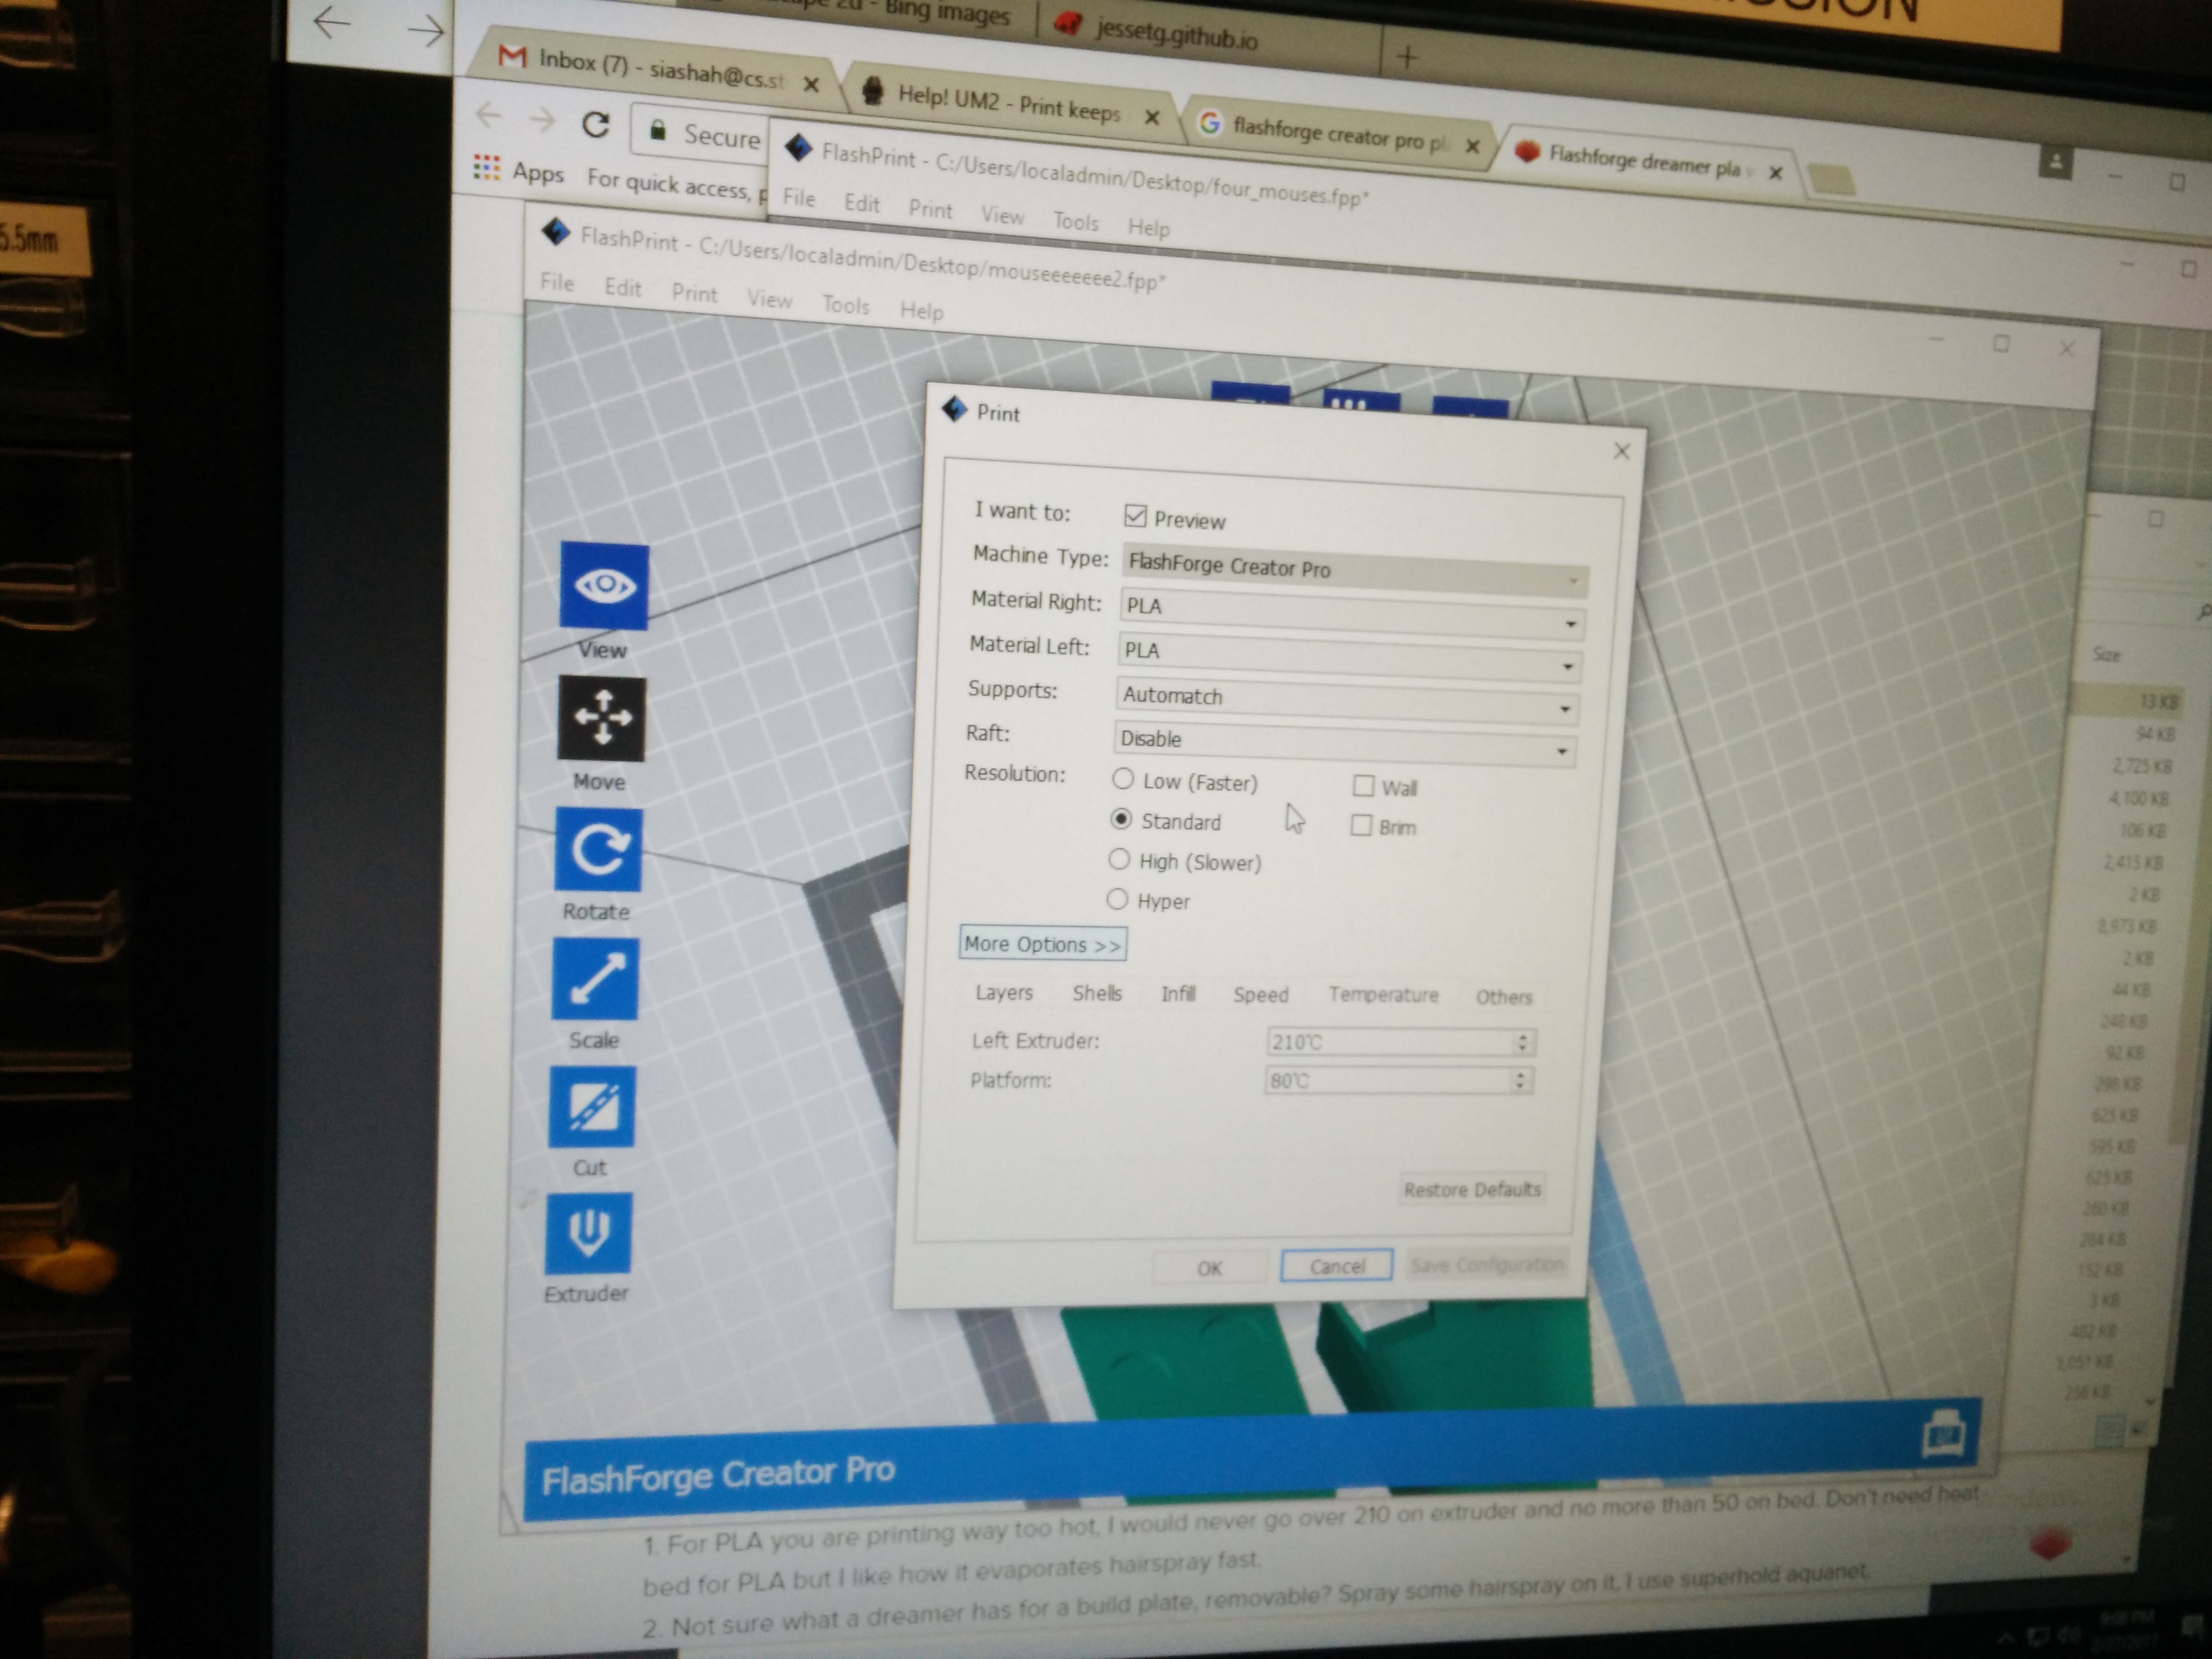 5.5mm
- Bing images
jessetg.github.io
Inbox (7) - siashah@cs.st
Help! UM2 - Print keeps
flashforge creator pro pl
Flashforge dreamer pla
Secure
Apps For quick access, p
FlashPrint - C:/Users/localadmin/Desktop/four_mouses.fpp*
File Edit Print View Tools Help
FlashPrint - C:/Users/localadmin/Desktop/mouseeeeeee2.fpp*
File Edit Print View Tools Help
Print
I want to: Preview
Machine Type: FlashForge Creator Pro
Material Right: PLA
Material Left: PLA
Supports: Automatch
Raft: Disable
Resolution: Low (Faster) Wall
Standard Brim
High (Slower)
Hyper
More Options >>
Layers Shells Infill Speed Temperature Others
Left Extruder: 210℃
Platform: 80℃
Restore Defaults
OK Cancel Save Configuration
View
Move
Rotate
Scale
Cut
Extruder
Size
13 KB
94 KB
2,725 KB
4,100 KB
106 KB
2,415 KB
2 KB
8,973 KB
2 KB
44 KB
248 KB
92 KB
298 KB
625 KB
595 KB
625 KB
260 KB
284 KB
152 KB
3 KB
482 KB
256 KB
FlashForge Creator Pro
1. For PLA you are printing way too hot, I would never go over 210 on extruder and no more than 50 on bed. Don't need heat
bed for PLA but I like how it evaporates hairspray fast.
2. Not sure what a dreamer has for a build plate, removable? Spray some hairspray on it, I use superhold aquanet.